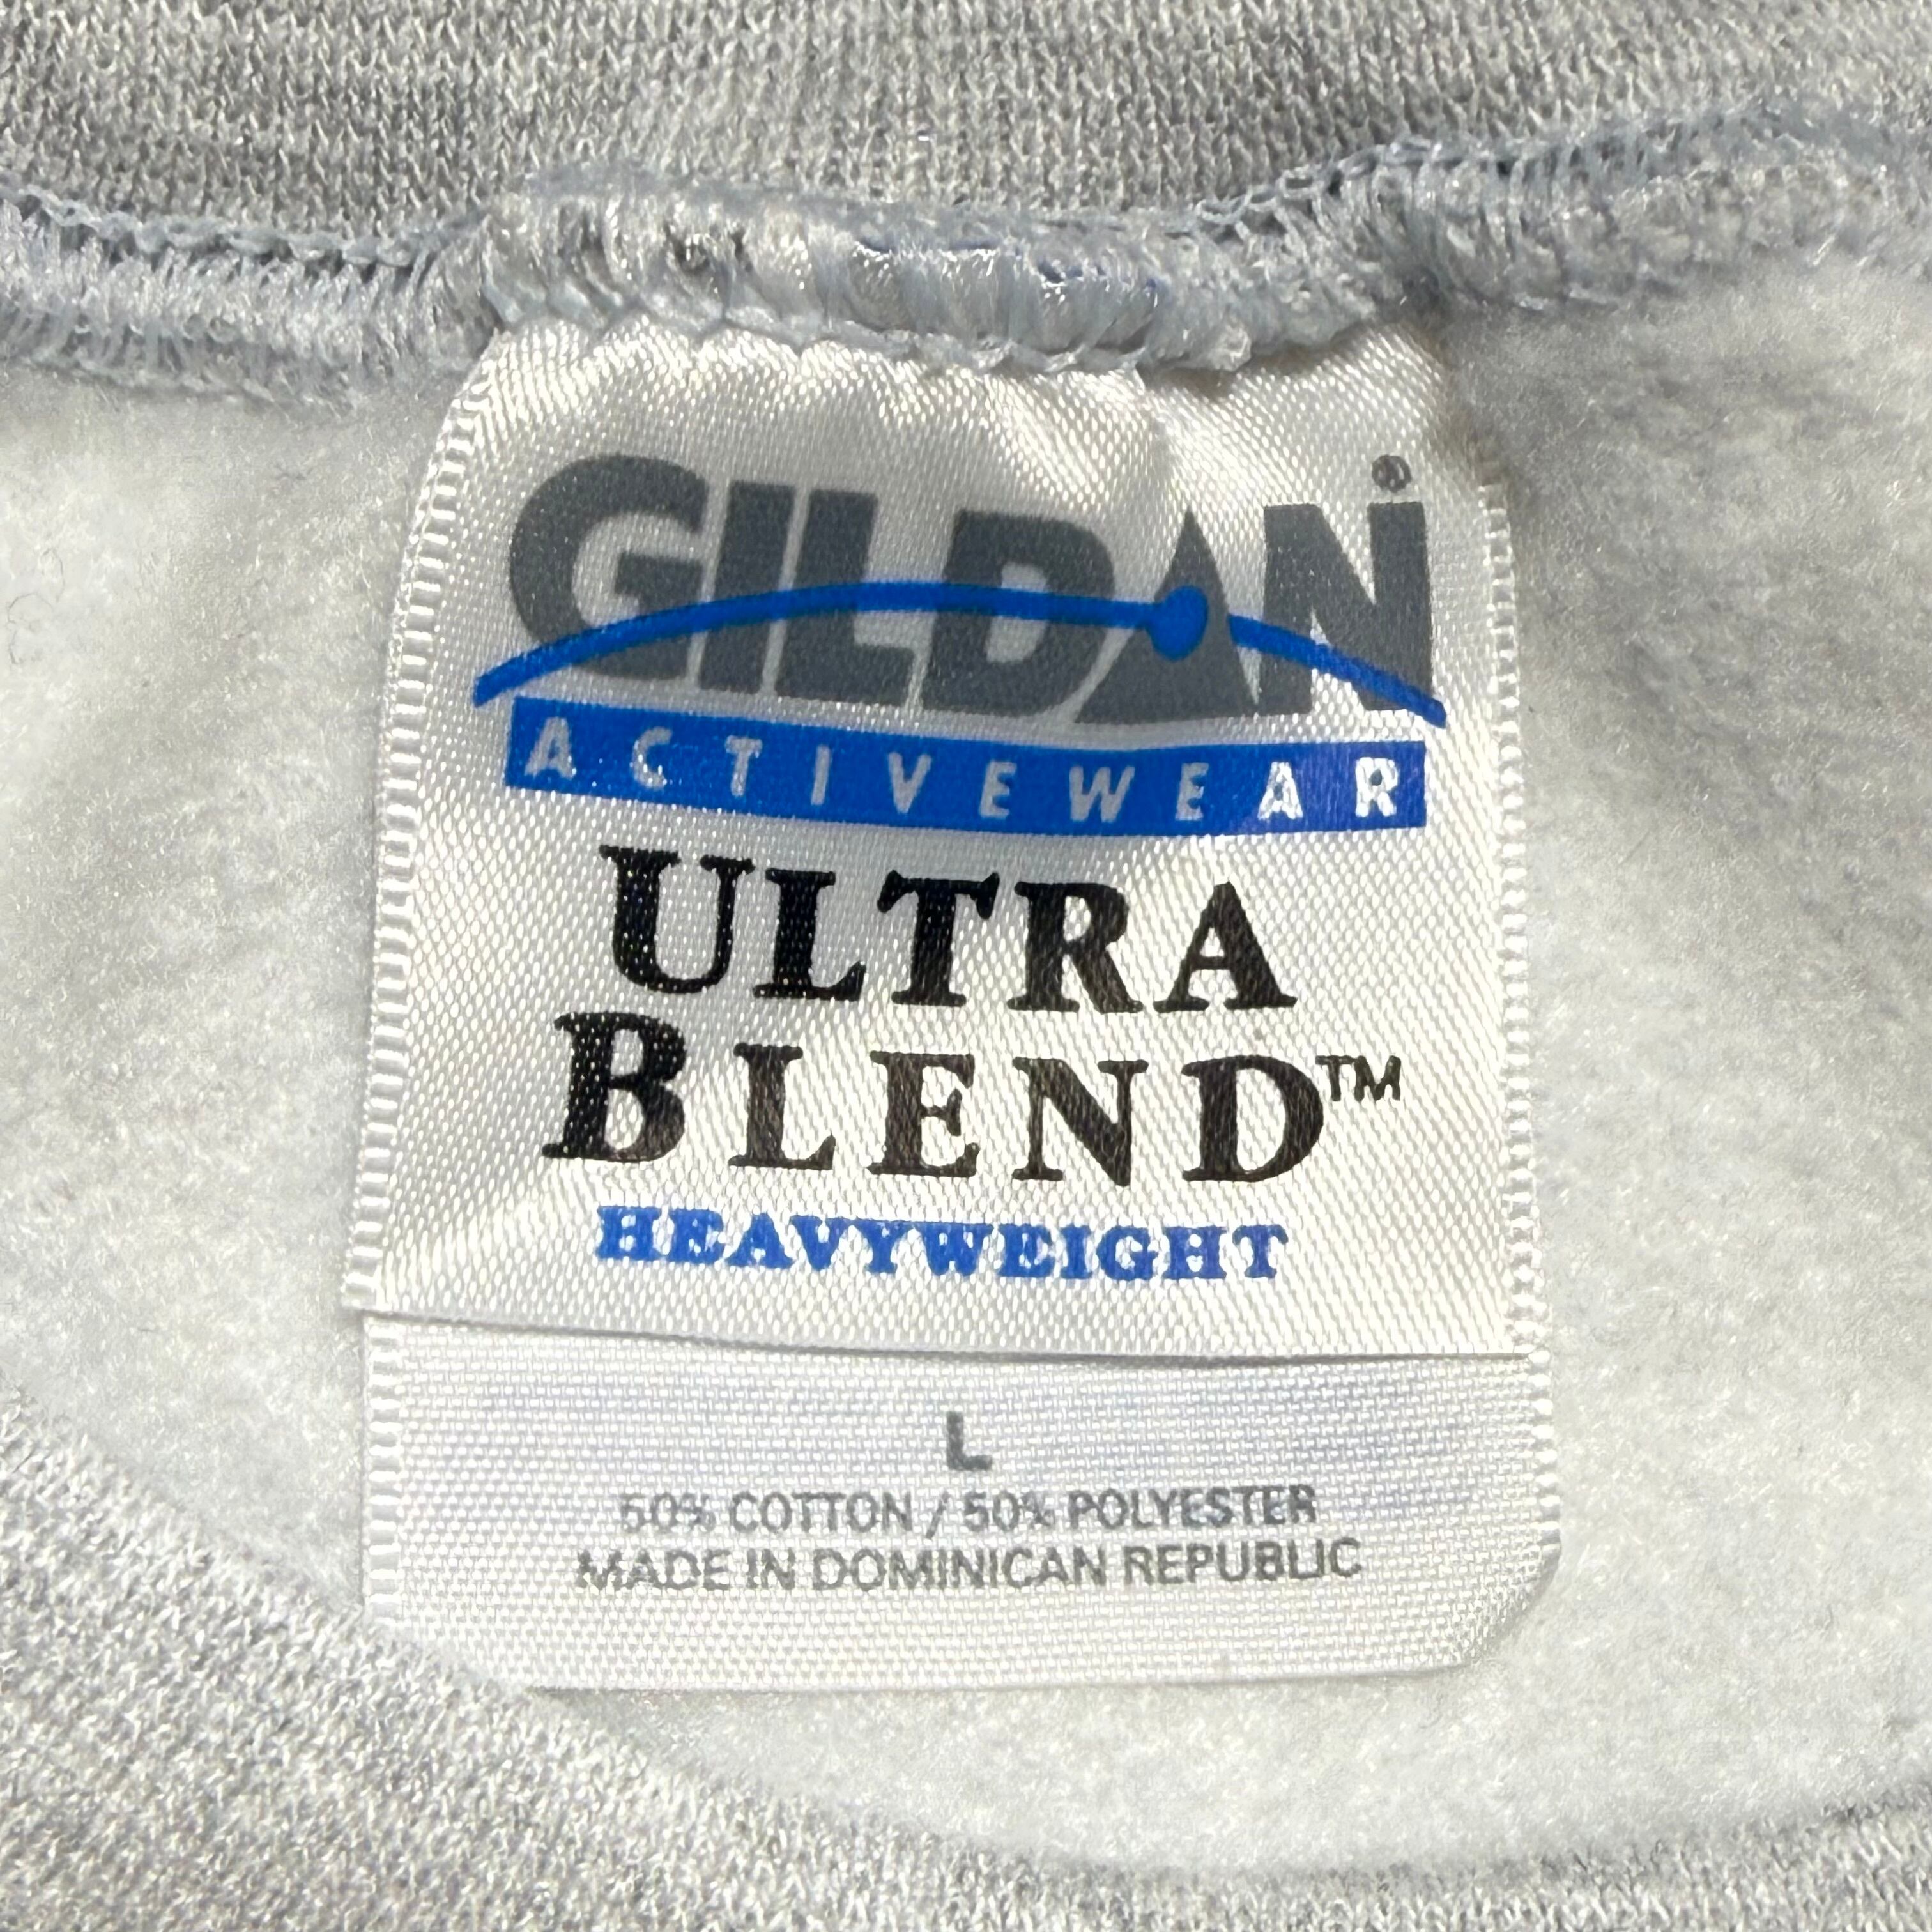 GILDAN®
ACTIVEWEAR
ULTRA
BLEND™
HEAVYWEIGHT
L
50% COTTON / 50% POLYESTER
MADE IN DOMINICAN REPUBLIC